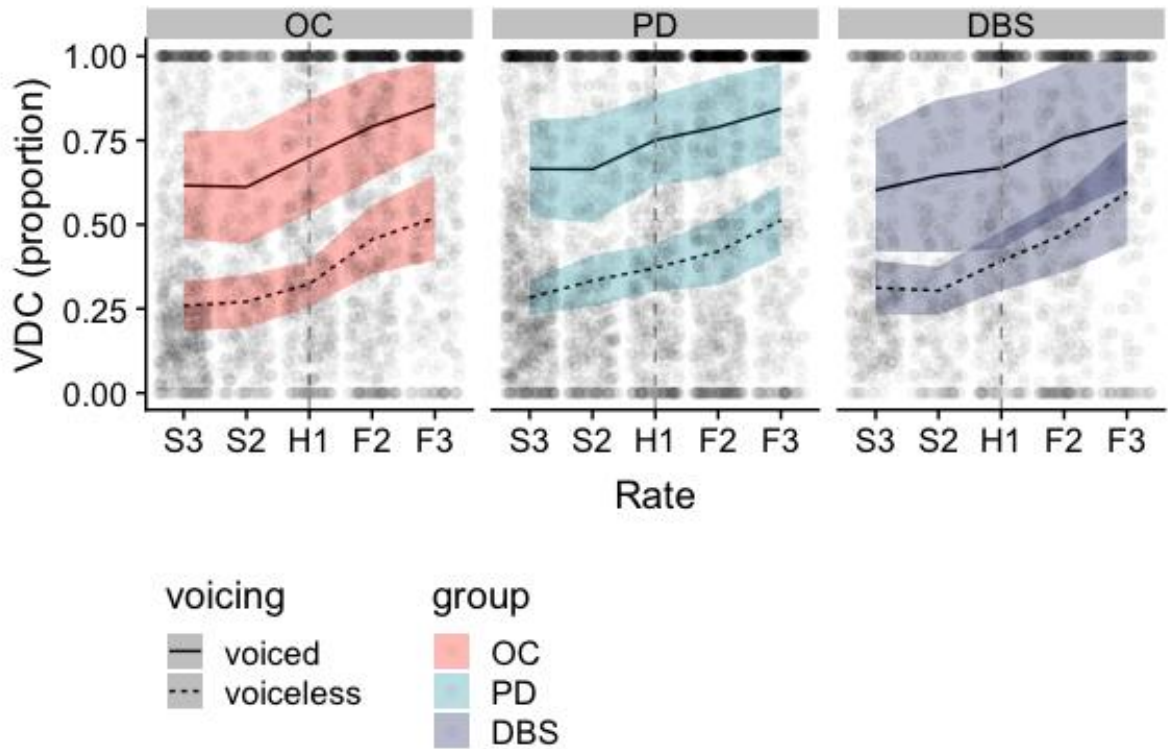 OC PD DBS
1.00
0.75
0.50
0.25
0.00
VDC (proportion)
S3 S2 H1 F2 F3 S3 S2 H1 F2 F3 S3 S2 H1 F2 F3
Rate
voicing group
voiced OC
voiceless PD
DBS